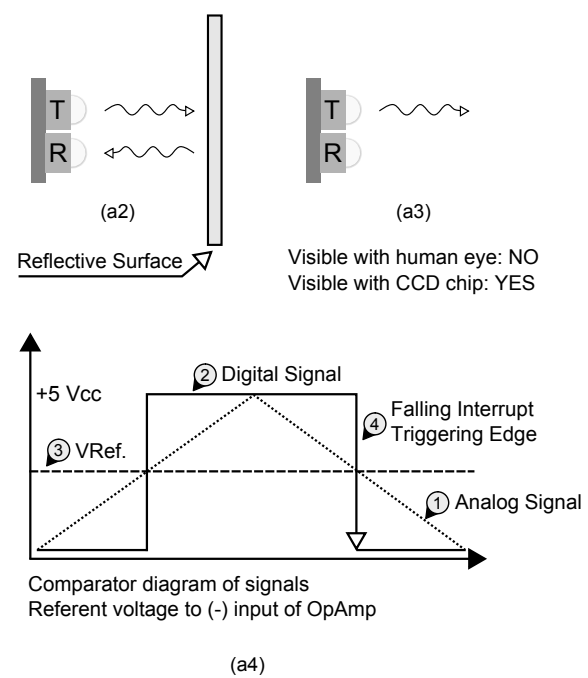 T
R
T
R
(a2)
(a3)
Reflective Surface
Visible with human eye: NO
Visible with CCD chip: YES
+5 Vcc
2 Digital Signal
4 Falling Interrupt
Triggering Edge
3 VRef.
1 Analog Signal
Comparator diagram of signals
Referent voltage to (-) input of OpAmp
(a4)